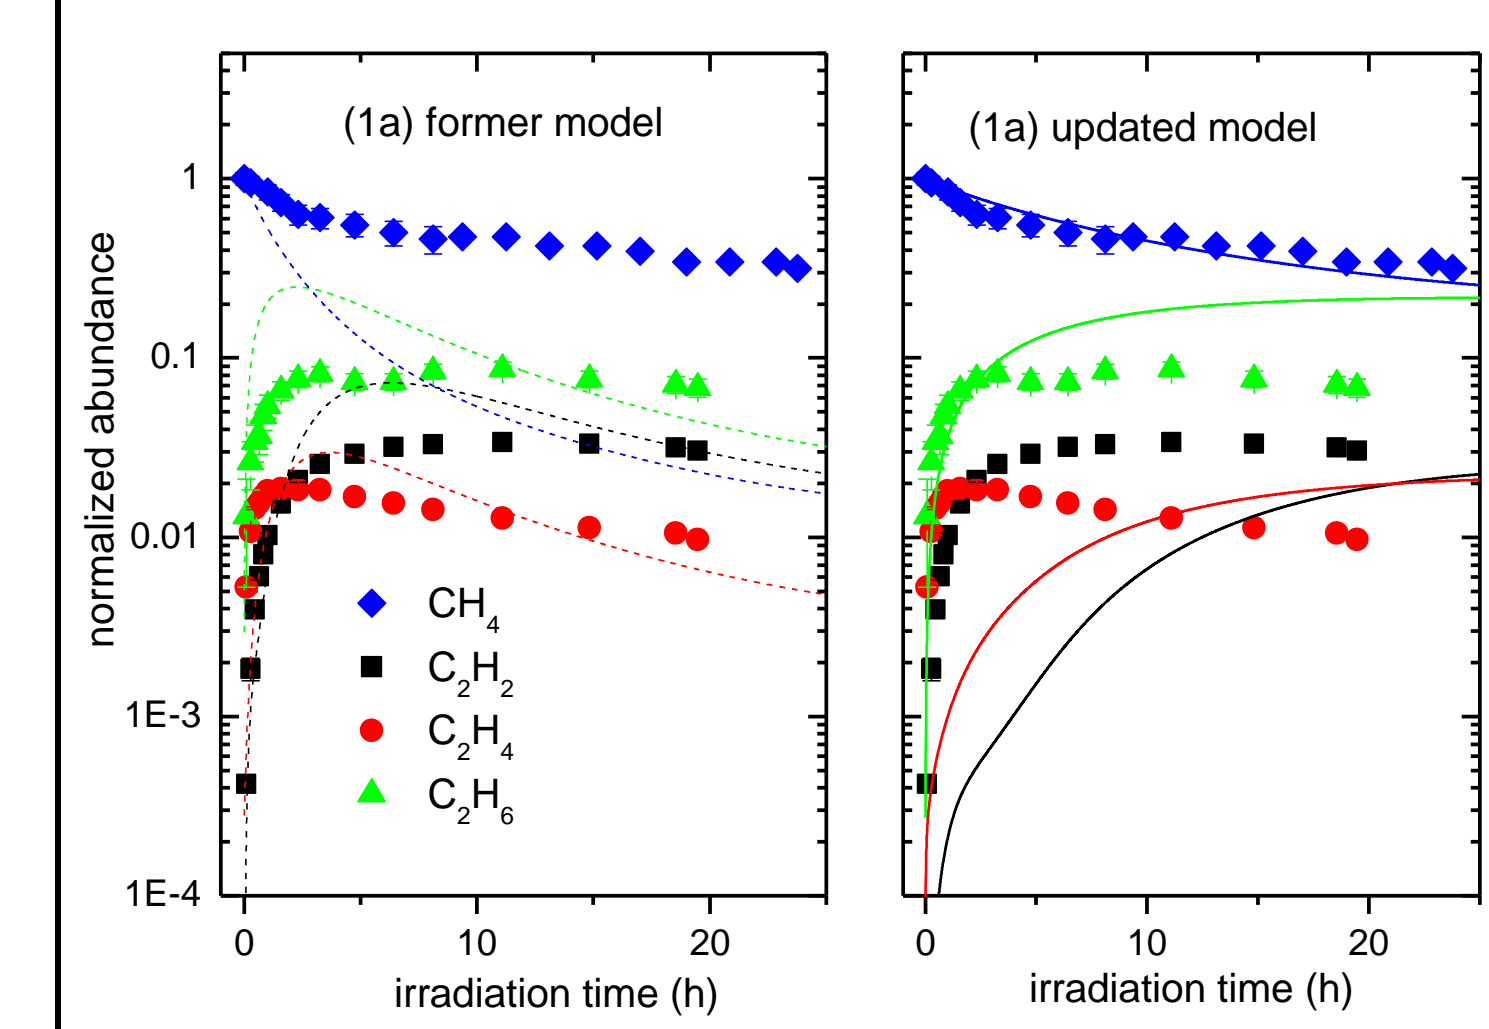 (1a) former model
(1a) updated model
normalized abundance
1
0.1
0.01
1E-3
1E-4
CH4
C2H2
C2H4
C2H6
0 10 20
0 10 20
irradiation time (h)
irradiation time (h)